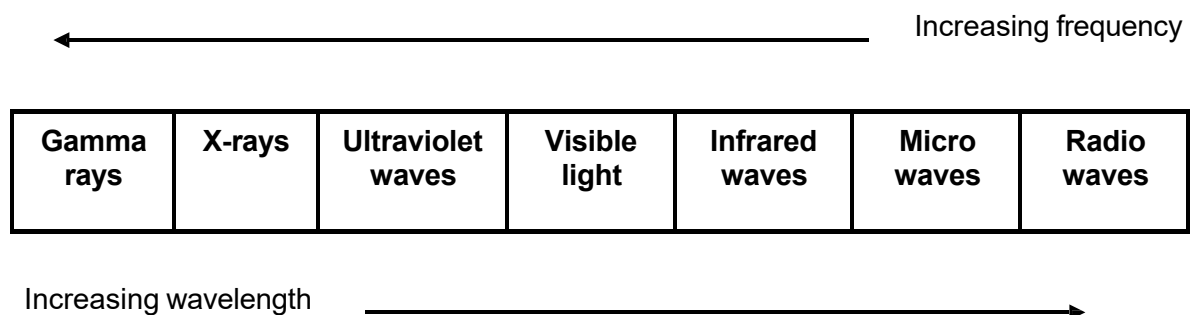 Increasing frequency
Gamma rays
X-rays
Ultraviolet waves
Visible light
Infrared waves
Micro waves
Radio waves
Increasing wavelength